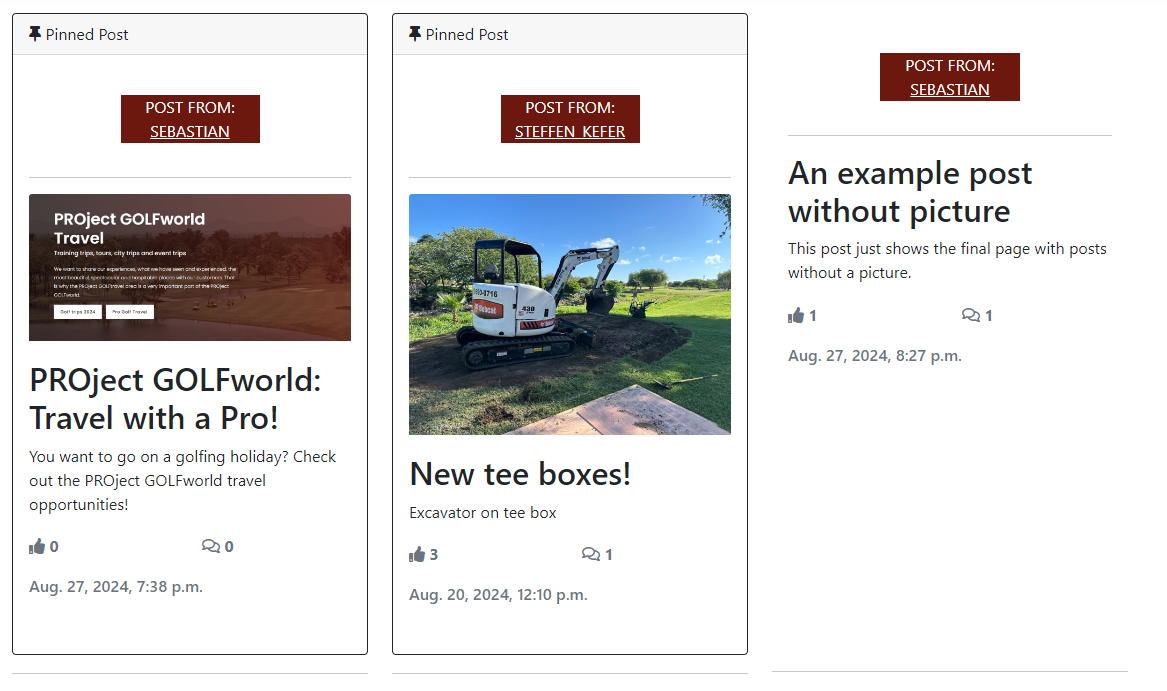 Pinned Post
POST FROM:
SEBASTIAN
PROject GOLFworld
Travel
Training trips, tours, city trips and event trips
We want to share our experiences, what we have seen and experienced, the
most beautiful, spectacular and hospitable places with our customers. That
is why the PROject GOLFtravel area is a very important part of the PROject
GOLFworld.
Golf trips 2024 Pro Golf Travel
PROject GOLFworld:
Travel with a Pro!
You want to go on a golfing holiday? Check
out the PROject GOLFworld travel
opportunities!
0 0
Aug. 27, 2024, 7:38 p.m.
Pinned Post
POST FROM:
STEFFEN_KEFER
Bobcat
430
New tee boxes!
Excavator on tee box
3 1
Aug. 20, 2024, 12:10 p.m.
POST FROM:
SEBASTIAN
An example post
without picture
This post just shows the final page with posts
without a picture.
1 1
Aug. 27, 2024, 8:27 p.m.